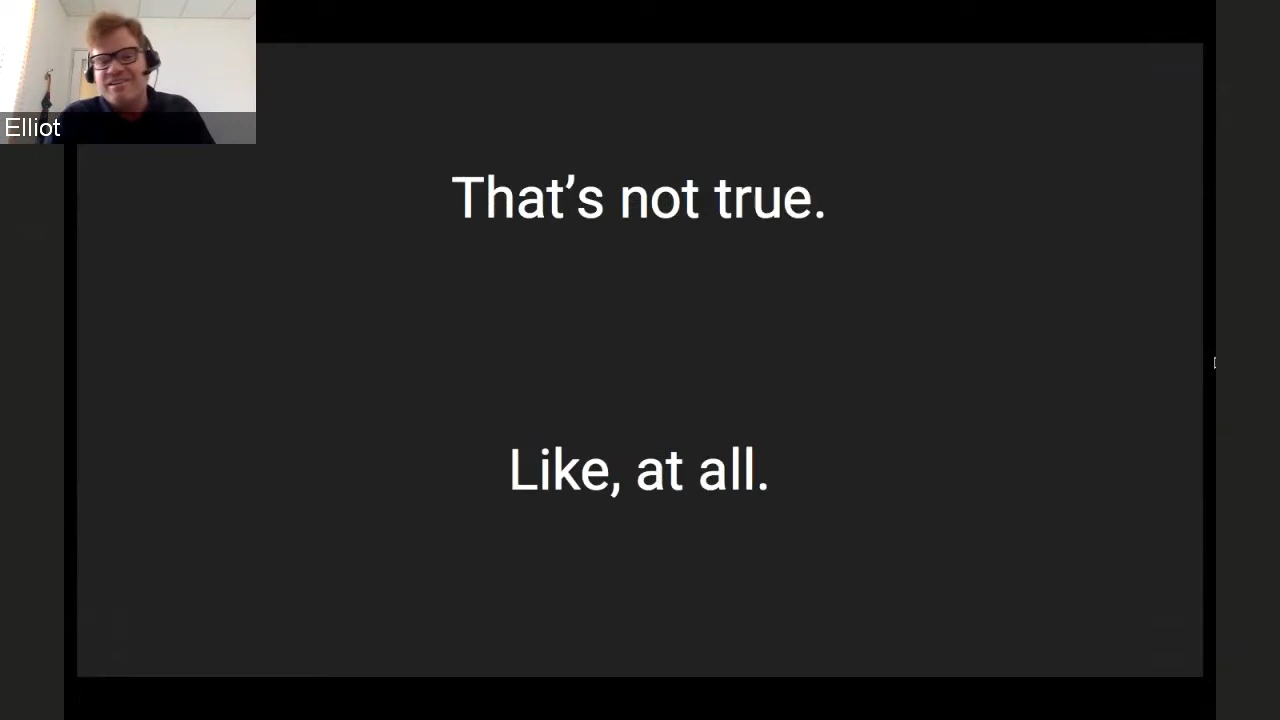 Elliot
That’s not true.
Like, at all.